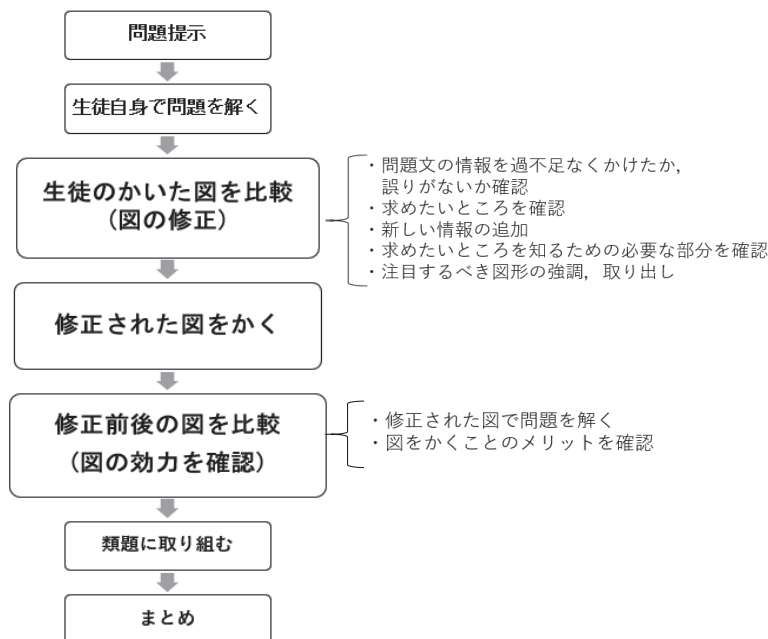 問題提示
生徒自身で問題を解く
生徒のかいた図を比較
(図の修正)
・問題文の情報を過不足なくかけたか，
誤りがないか確認
・求めたいところを確認
・新しい情報の追加
・求めたいところを知るための必要な部分を確認
・注目するべき図形の強調，取り出し
修正された図をかく
修正前後の図を比較
(図の効力を確認)
・修正された図で問題を解く
・図をかくことのメリットを確認
類題に取り組む
まとめ